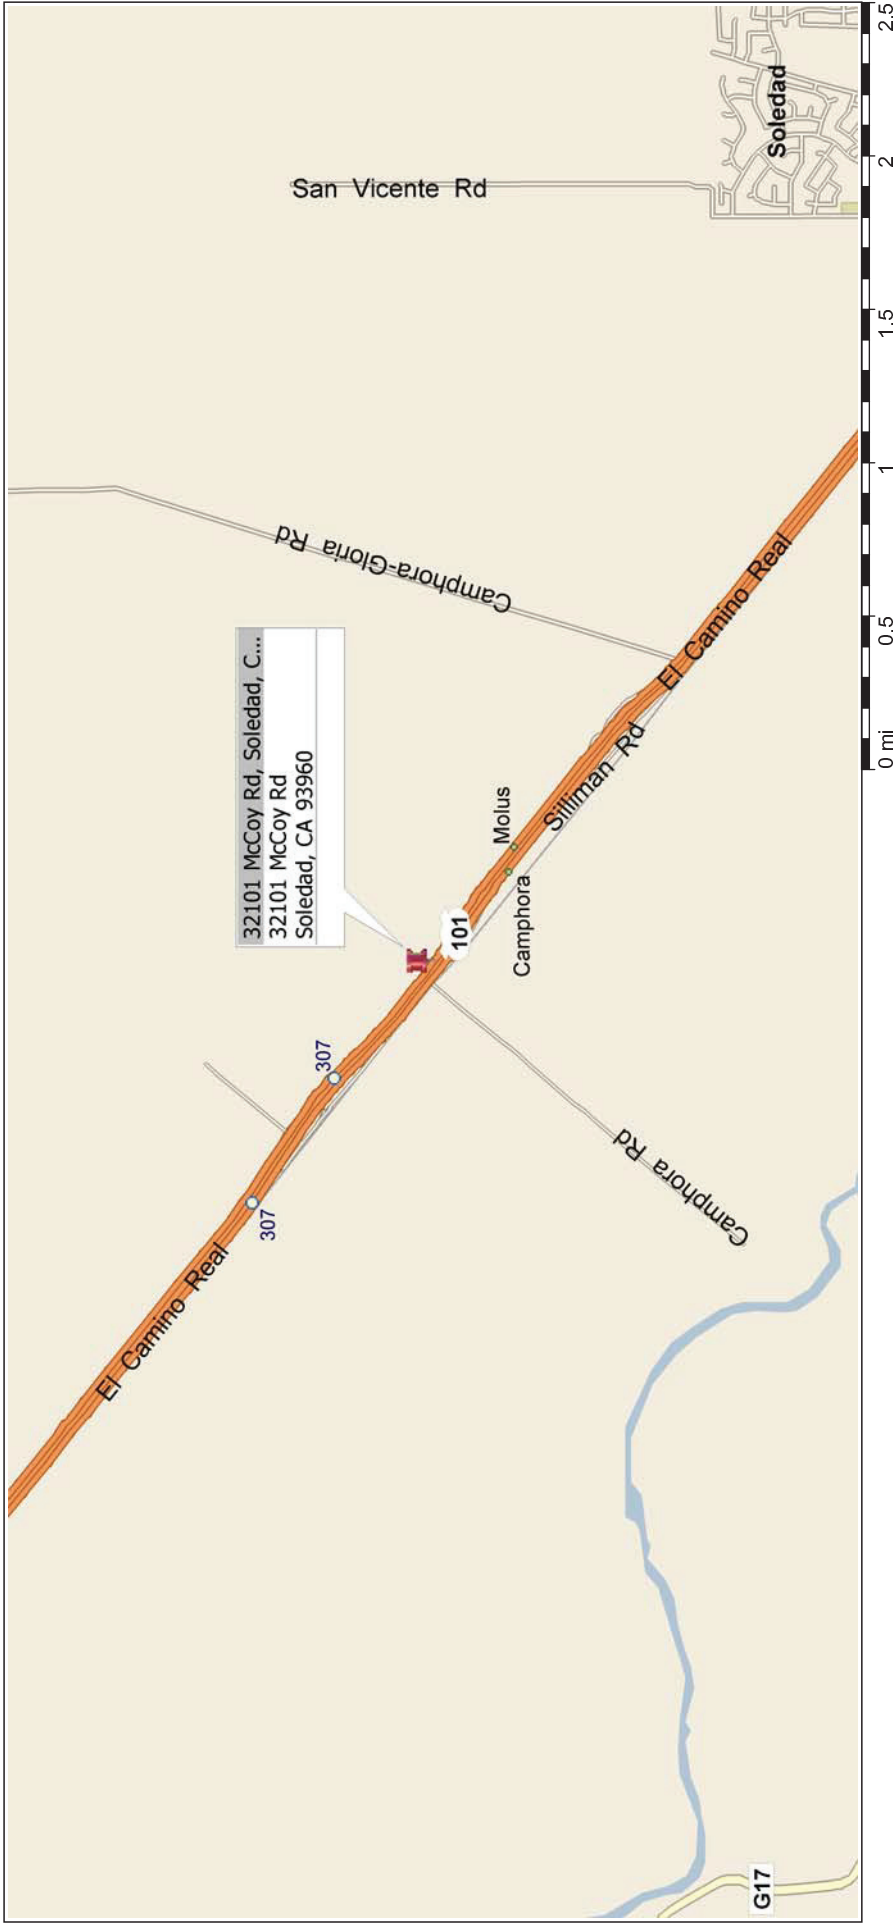 32101 McCoy Rd, Soledad, C...
32101 McCoy Rd
Soledad, CA 93960
El Camino Real
307
307
101
Camphora Rd
Camphora
Molus
Silliman Rd
El Camino Real
Camphora-Gloria Rd
San Vicente Rd
Soledad
G17
0 mi 0.5 1 1.5 2 2.5